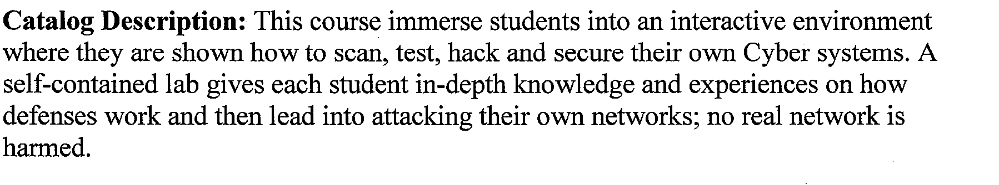 Catalog Description: This course immerse students into an interactive environment
where they are shown how to scan, test, hack and secure their own Cyber systems. A
self-contained lab gives each student in-depth knowledge and experiences on how
defenses work and then lead into attacking their own networks; no real network is
harmed.